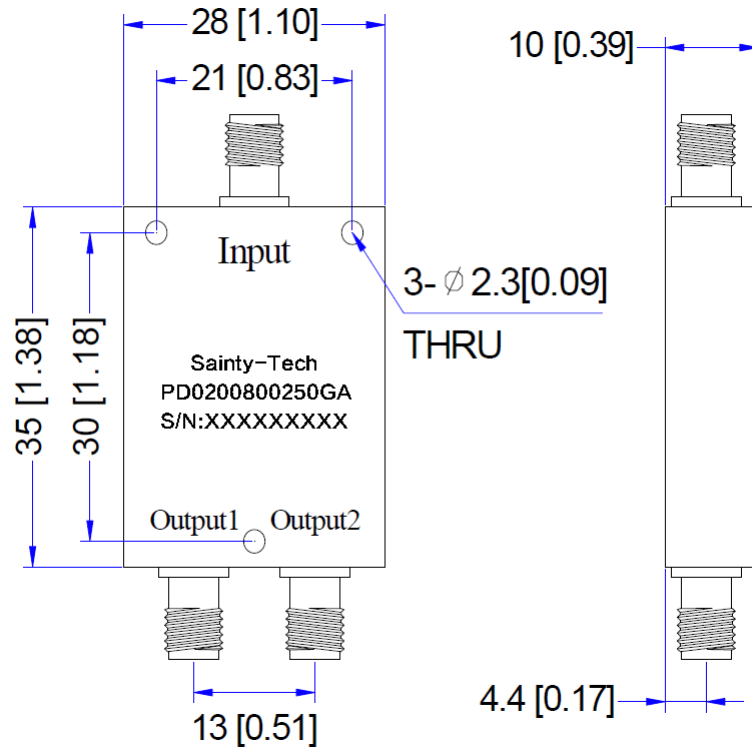 28 [1.10]
10 [0.39]
21 [0.83]
Input
3-⌀2.3[0.09]
THRU
35 [1.38]
30 [1.18]
Sainty-Tech
PD0200800250GA
S/N:XXXXXXXXX
Output1 Output2
4.4 [0.17]
13 [0.51]